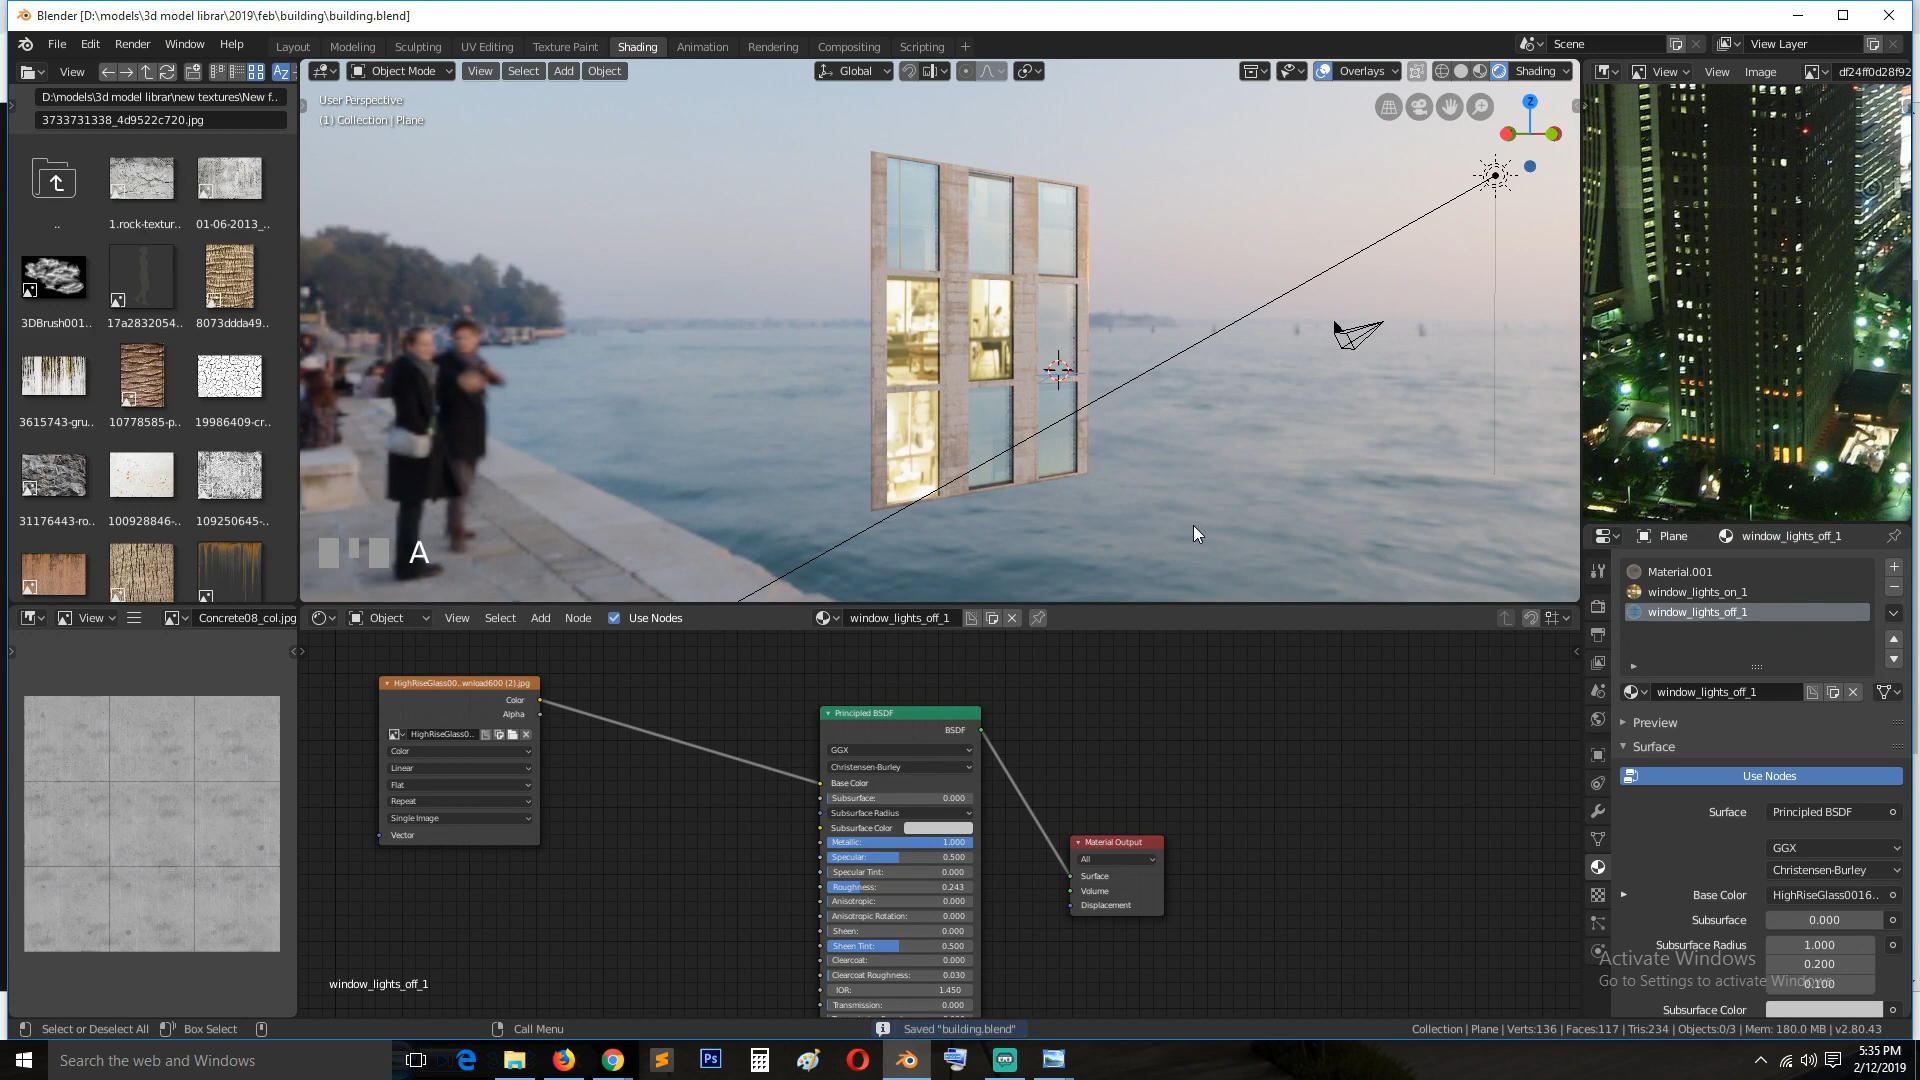 Blender [D:\models\3d model librar\2019\feb\building\building.blend]
File Edit Render Window Help
Layout Modeling Sculpting UV Editing Texture Paint Shading Animation Rendering Compositing Scripting +
Scene
View Layer
View
D:\models\3d model librar\new textures\New f..
3733731338_4d9522c720.jpg
..
1.rock-textur..
01-06-2013_..
3DBrush001..
17a2832054..
8073ddda49..
3615743-gru..
10778585-p..
19986409-cr..
31176443-ro..
100928846-..
109250645-..
Object Mode View Select Add Object
Global
Overlays
Shading
User Perspective
(1) Collection | Plane
Z
A
View View Image df24ff0d28f92
View Concrete08_col.jpg
Object View Select Add Node Use Nodes
window_lights_off_1
HighRiseGlass00..wnload600 (2).jpg
Color
Alpha
HighRiseGlass0..
Color
Linear
Flat
Repeat
Single Image
Vector
Principled BSDF
BSDF
GGX
Christensen-Burley
Base Color
Subsurface: 0.000
Subsurface Radius
Subsurface Color
Metallic: 1.000
Specular: 0.500
Specular Tint: 0.000
Roughness: 0.243
Anisotropic: 0.000
Anisotropic Rotation: 0.000
Sheen: 0.000
Sheen Tint: 0.500
Clearcoat: 0.000
Clearcoat Roughness: 0.030
IOR: 1.450
Transmission: 0.000
Material Output
All
Surface
Volume
Displacement
window_lights_off_1
Plane window_lights_off_1
Material.001
window_lights_on_1
window_lights_off_1
window_lights_off_1
Preview
Surface
Use Nodes
Surface Principled BSDF
GGX
Christensen-Burley
Base Color HighRiseGlass0016..
Subsurface 0.000
Subsurface Radius 1.000
0.200
0.100
Subsurface Color
Activate Windows
Go to Settings to activate Windows.
Select or Deselect All Box Select Call Menu
Saved "building.blend"
Collection | Plane | Verts:136 | Faces:117 | Tris:234 | Objects:0/3 | Mem: 180.0 MB | v2.80.43
Search the web and Windows
Ps
5:35 PM
2/12/2019